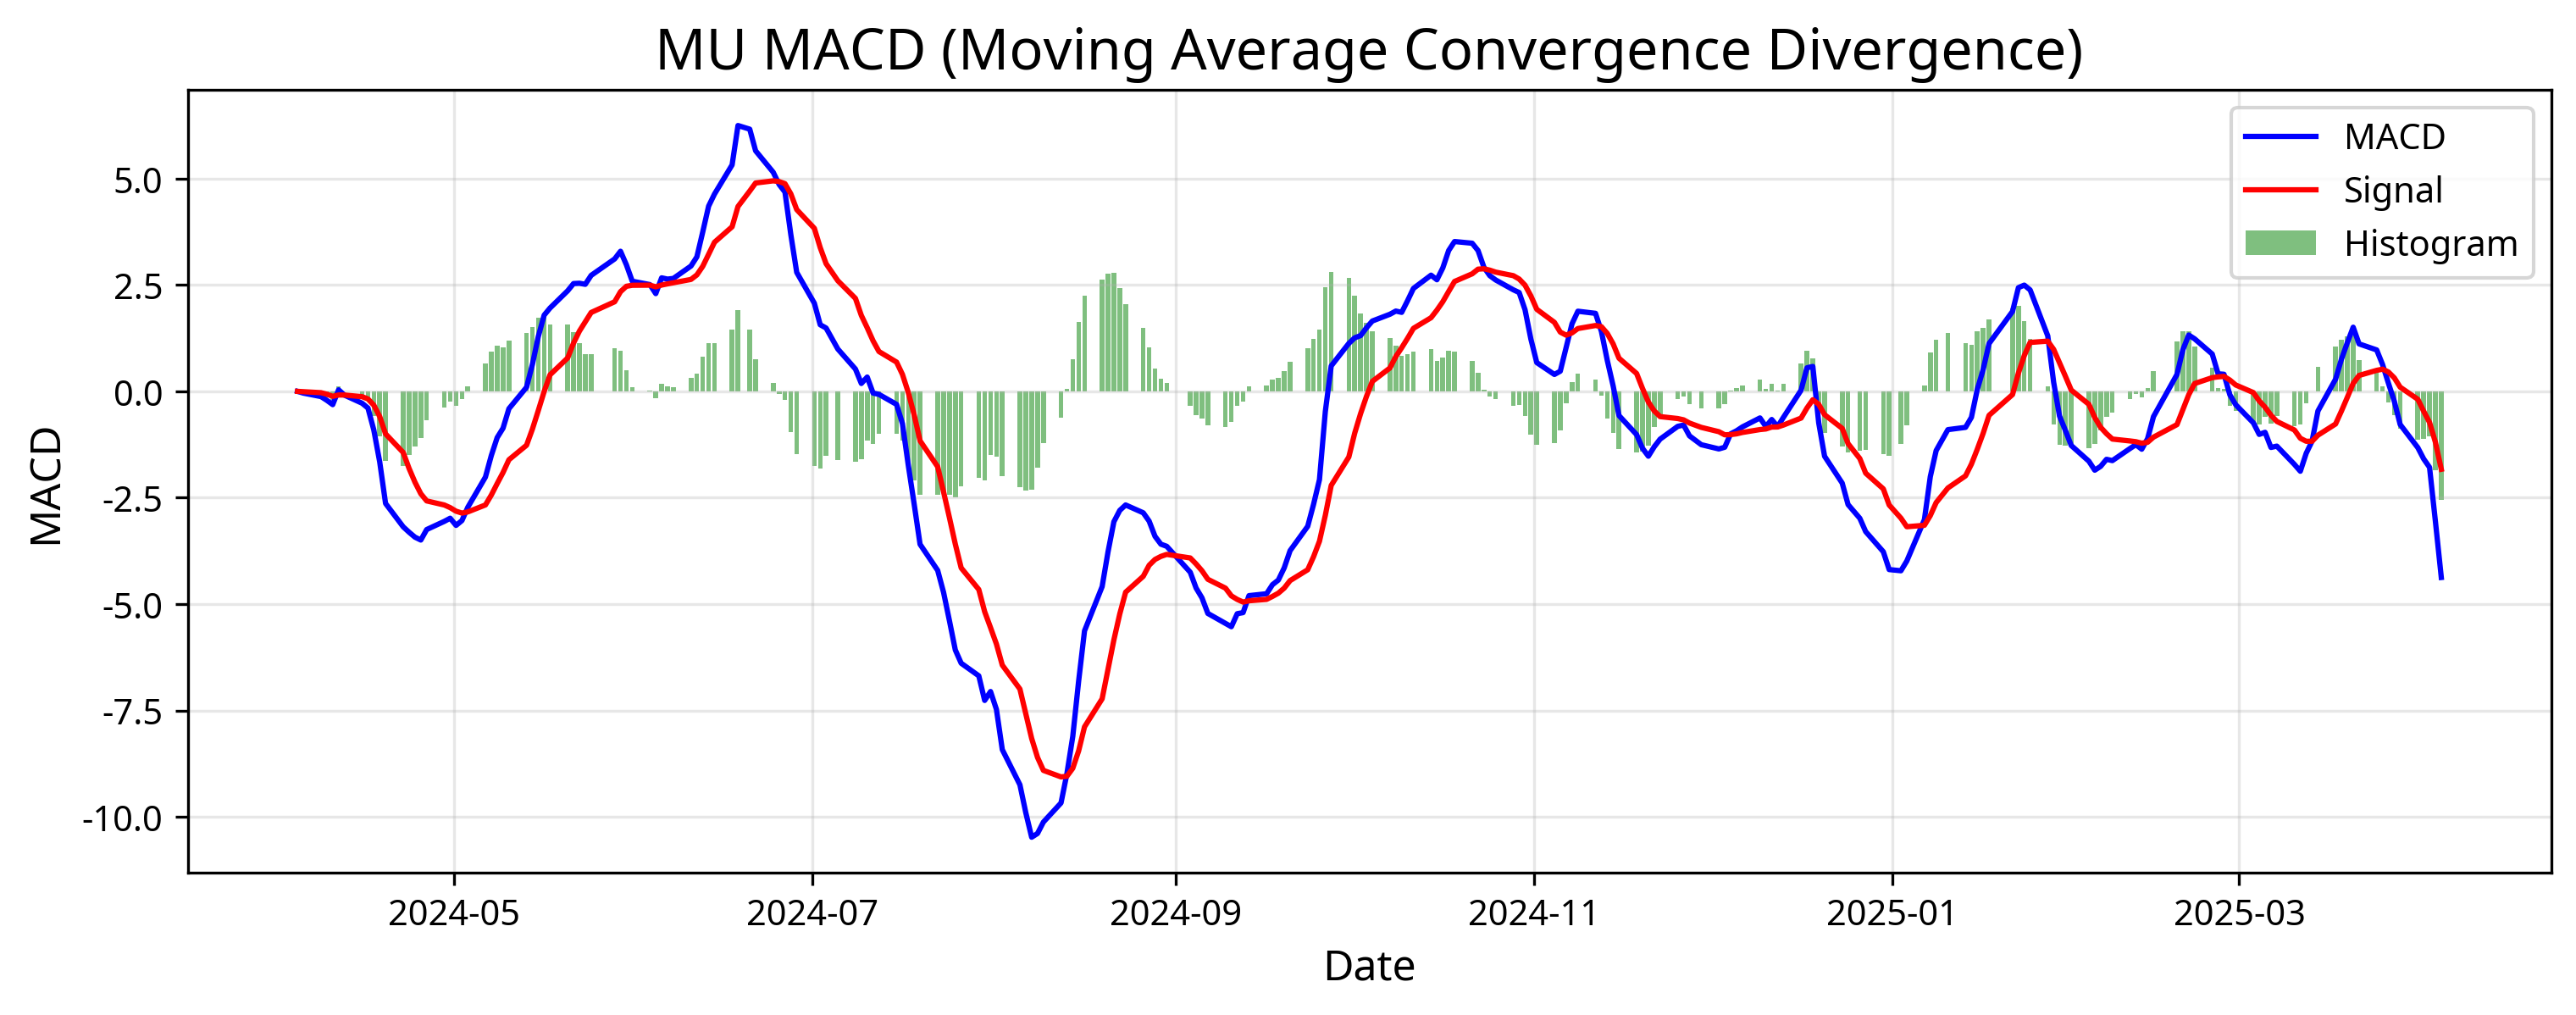 MU MACD (Moving Average Convergence Divergence)
MACD
Signal
Histogram
5.0
2.5
0.0
-2.5
-5.0
-7.5
-10.0
MACD
2024-05 2024-07 2024-09 2024-11 2025-01 2025-03
Date